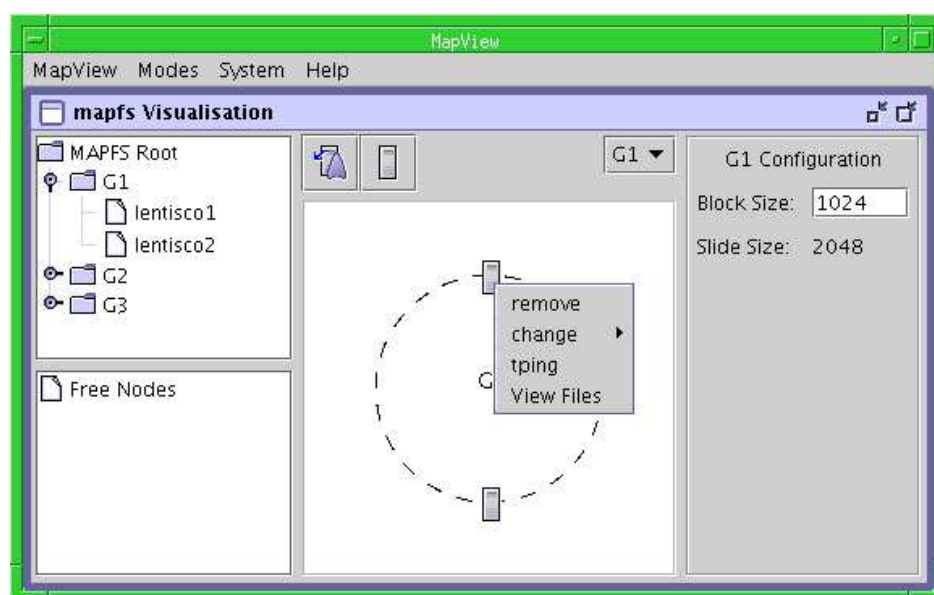 MapView
MapView Modes System Help
mapfs Visualisation
MAPFS Root
G1
lentisco1
lentisco2
G2
G3
Free Nodes
G1
G
remove
change
tping
View Files
G1 Configuration
Block Size: 1024
Slide Size: 2048